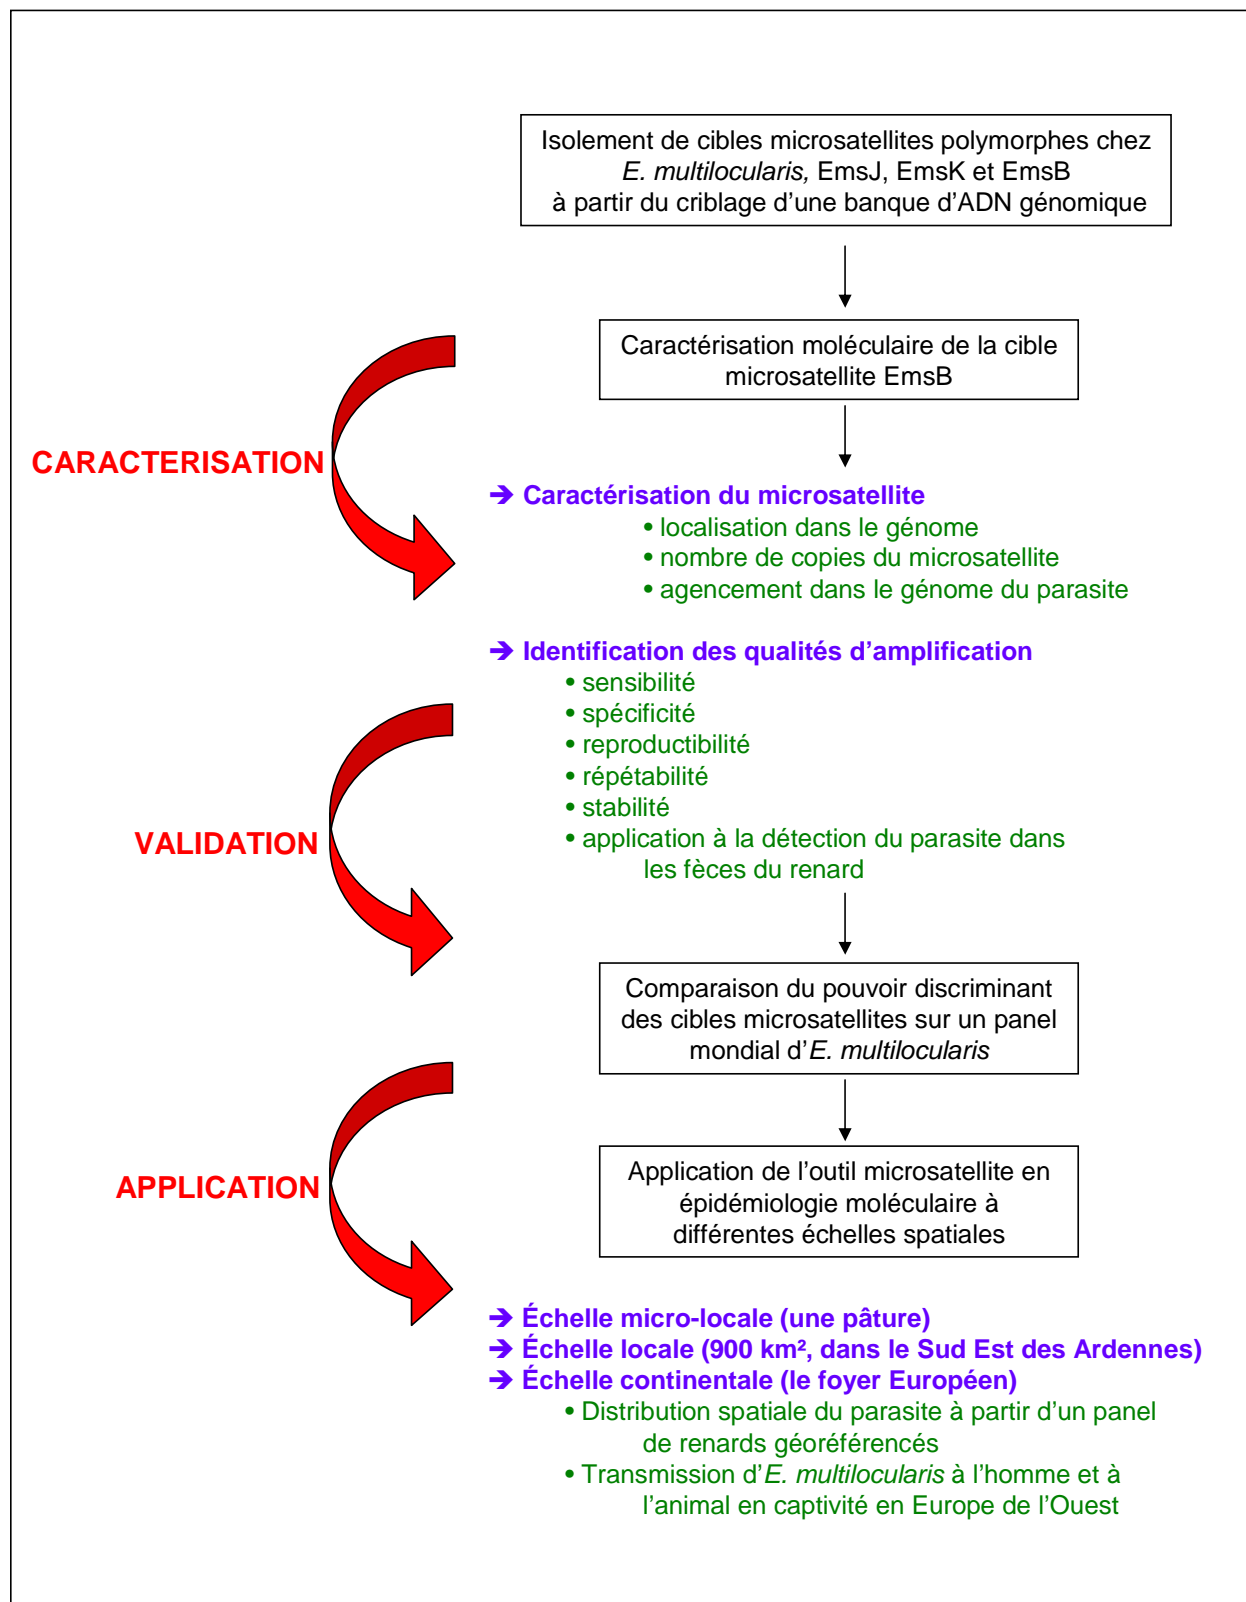 Isolement de cibles microsatellites polymorphes chez
E. multilocularis, EmsJ, EmsK et EmsB
à partir du criblage d'une banque d'ADN génomique
Caractérisation moléculaire de la cible
microsatellite EmsB
CARACTERISATION
➔ Caractérisation du microsatellite
• localisation dans le génome
• nombre de copies du microsatellite
• agencement dans le génome du parasite
➔ Identification des qualités d'amplification
• sensibilité
• spécificité
• reproductibilité
• répétabilité
• stabilité
• application à la détection du parasite dans
les fèces du renard
VALIDATION
Comparaison du pouvoir discriminant
des cibles microsatellites sur un panel
mondial d'E. multilocularis
APPLICATION
Application de l'outil microsatellite en
épidémiologie moléculaire à
différentes échelles spatiales
➔ Échelle micro-locale (une pâture)
➔ Échelle locale (900 km², dans le Sud Est des Ardennes)
➔ Échelle continentale (le foyer Européen)
• Distribution spatiale du parasite à partir d'un panel
de renards géoréférencés
• Transmission d'E. multilocularis à l'homme et à
l'animal en captivité en Europe de l'Ouest